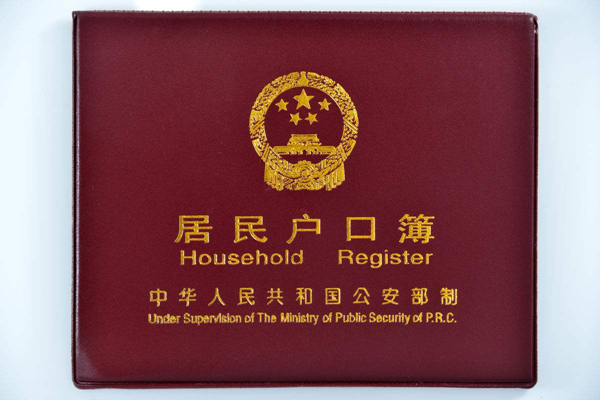 居民户口簿
Household Register
中华人民共和国公安部制
Under Supervision of The Ministry of Public Security of P.R.C.